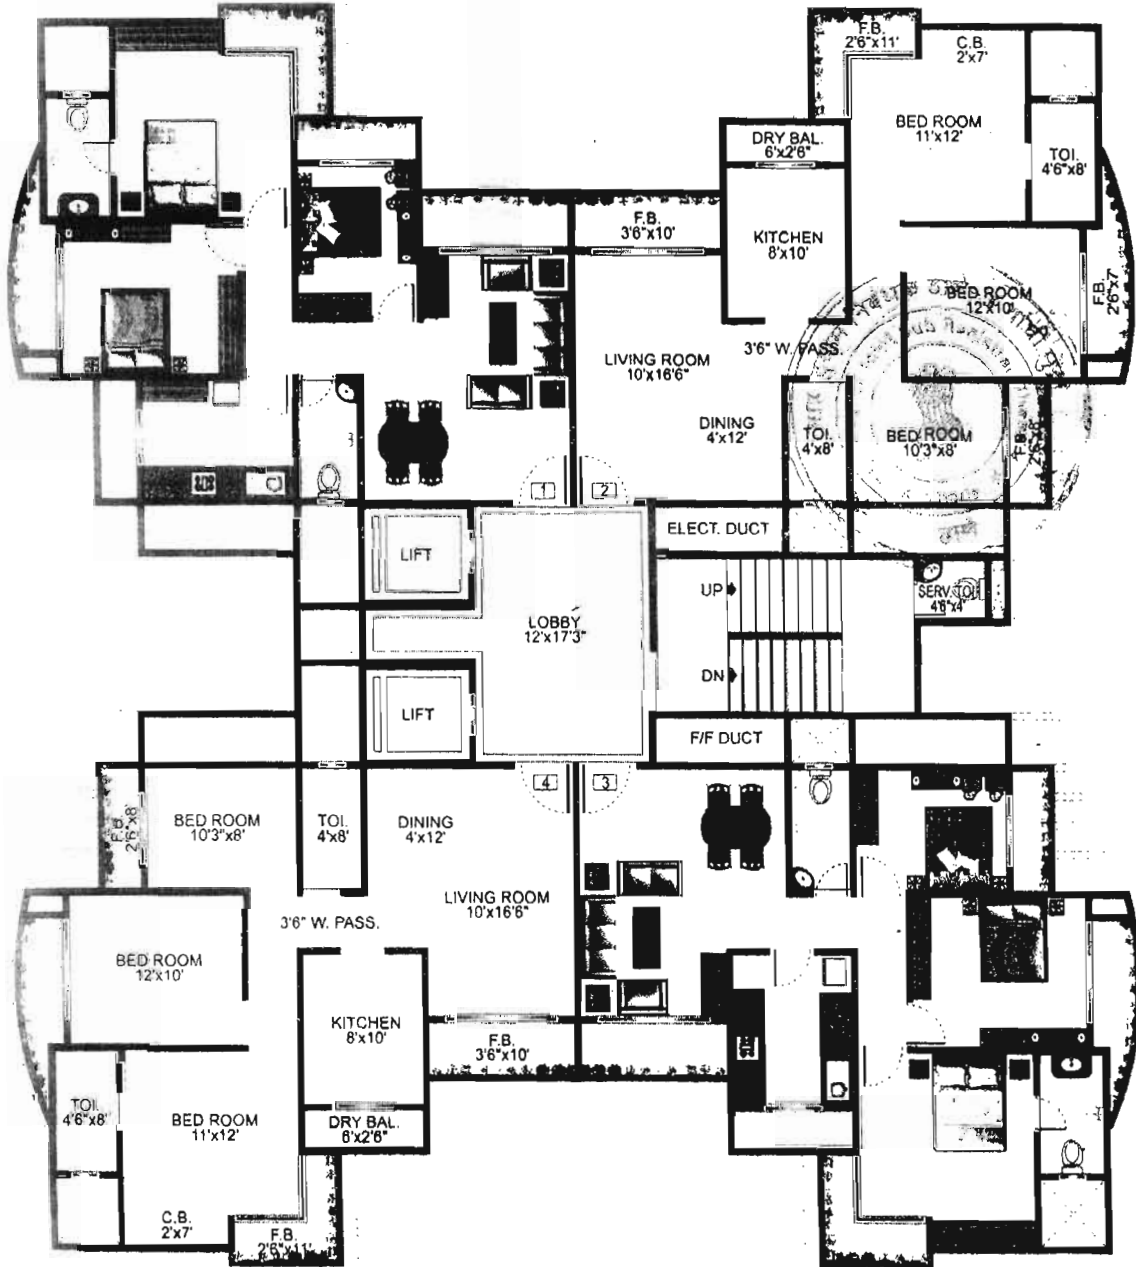 F.B.
2'6"x11'
C.B.
2'x7'
BED ROOM
11'x12'
TOI.
4'6"x8'
DRY BAL.
6'x2'6"
KITCHEN
8'x10'
F.B.
3'6"x10'
BED ROOM
12'x10'
F.B.
2'6"x7'
LIVING ROOM
10'x16'6"
3'6" W. PASS.
DINING
4'x12'
TOI.
4'x8'
BED ROOM
10'3"x8'
F.B.
2'6"x8'
1
2
ELECT. DUCT
LIFT
UP
SERV. TOI.
4'6"x4'
LOBBY
12'x17'3"
DN
LIFT
F/F DUCT
4
3
F.B.
2'6"x8'
BED ROOM
10'3"x8'
TOI.
4'x8'
DINING
4'x12'
LIVING ROOM
10'x16'6"
3'6" W. PASS.
BED ROOM
12'x10'
KITCHEN
8'x10'
F.B.
3'6"x10'
TOI.
4'6"x8'
BED ROOM
11'x12'
DRY BAL.
6'x2'6"
C.B.
2'x7'
F.B.
2'6"x11'